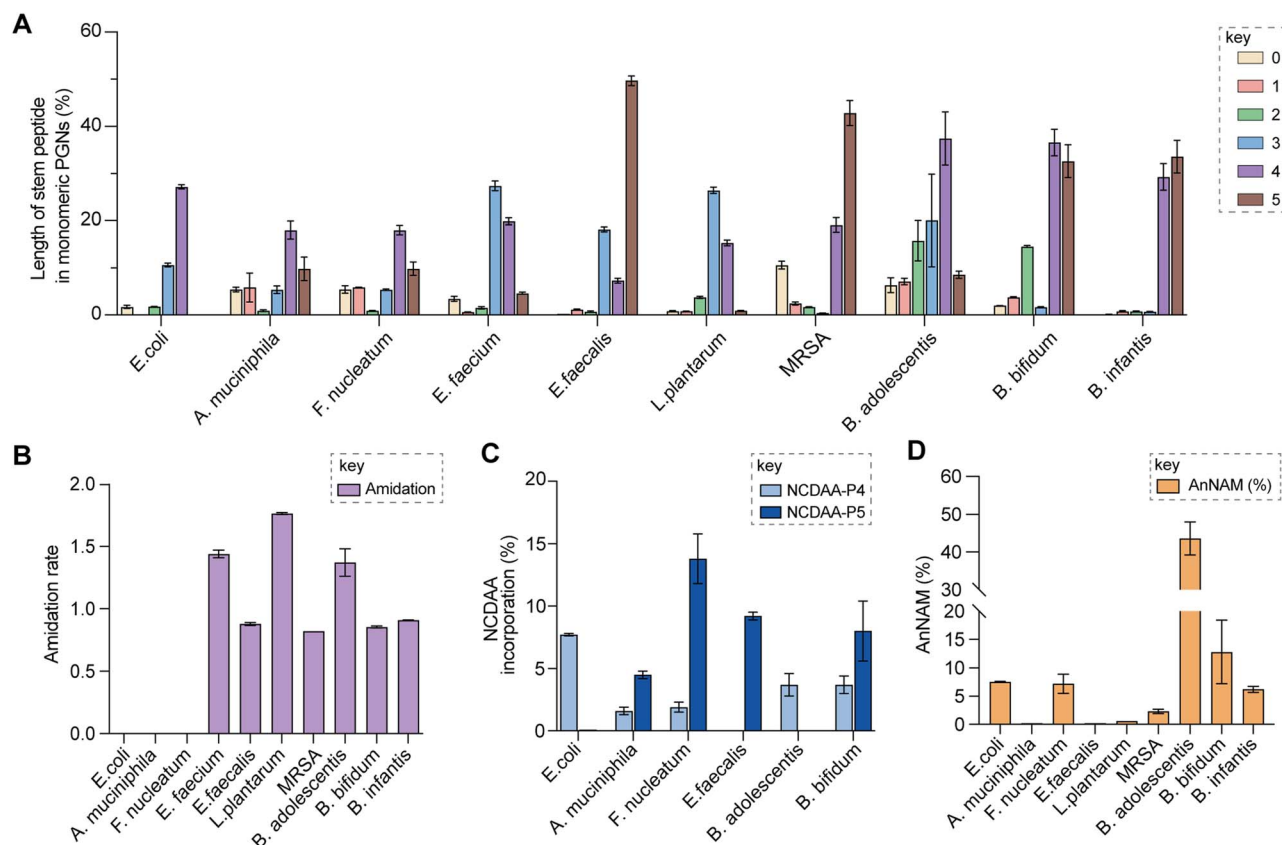 A
Length of stem peptide
in monomeric PGNs (%)
60
40
20
0
E.coli
A. muciniphila
F. nucleatum
E. faecium
E.faecalis
L.plantarum
MRSA
B. adolescentis
B. bifidum
B. infantis
key
0
1
2
3
4
5
B
Amidation rate
2.0
1.5
1.0
0.5
0.0
key
Amidation
E.coli
A. muciniphila
F. nucleatum
E. faecium
E.faecalis
L.plantarum
MRSA
B. adolescentis
B. bifidum
B. infantis
C
NCDAA
incorporation (%)
20
15
10
5
0
key
NCDAA-P4
NCDAA-P5
E.coli
A. muciniphila
F. nucleatum
E.faecalis
B. adolescentis
B. bifidum
D
AnNAM (%)
60
50
40
30
20
15
10
5
0
key
AnNAM (%)
E.coli
A. muciniphila
F. nucleatum
E.faecalis
L.plantarum
MRSA
B. adolescentis
B. bifidum
B. infantis